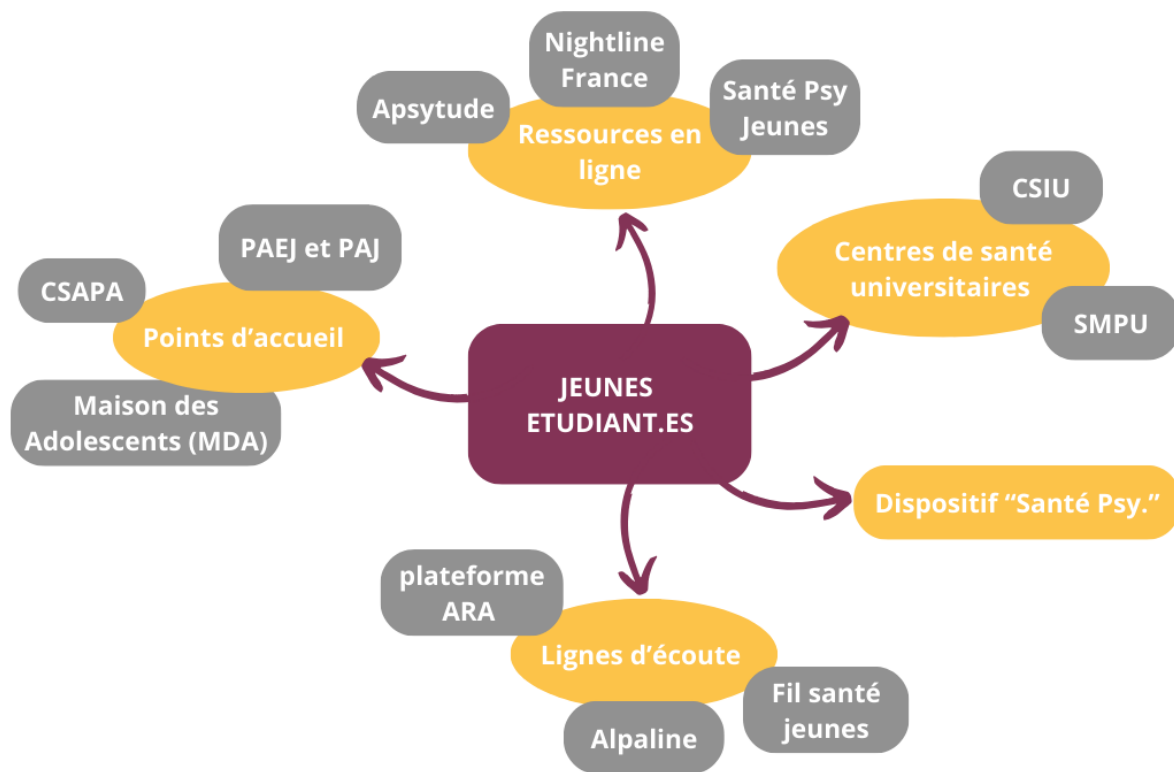 Nightline
France
Apsytude
Santé Psy
Jeunes
Ressources en
ligne
CSIU
Centres de santé
universitaires
SMPU
PAEJ et PAJ
CSAPA
Points d’accueil
Maison des
Adolescents (MDA)
JEUNES
ETUDIANT.ES
Dispositif “Santé Psy.”
plateforme
ARA
Lignes d’écoute
Fil santé
jeunes
Alpaline